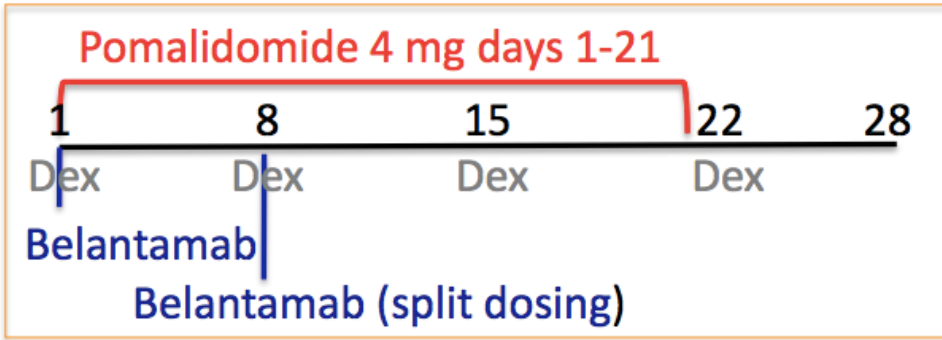 Pomalidomide 4 mg days 1-21
1 8 15 22 28
Dex Dex Dex Dex
Belantamab
Belantamab (split dosing)